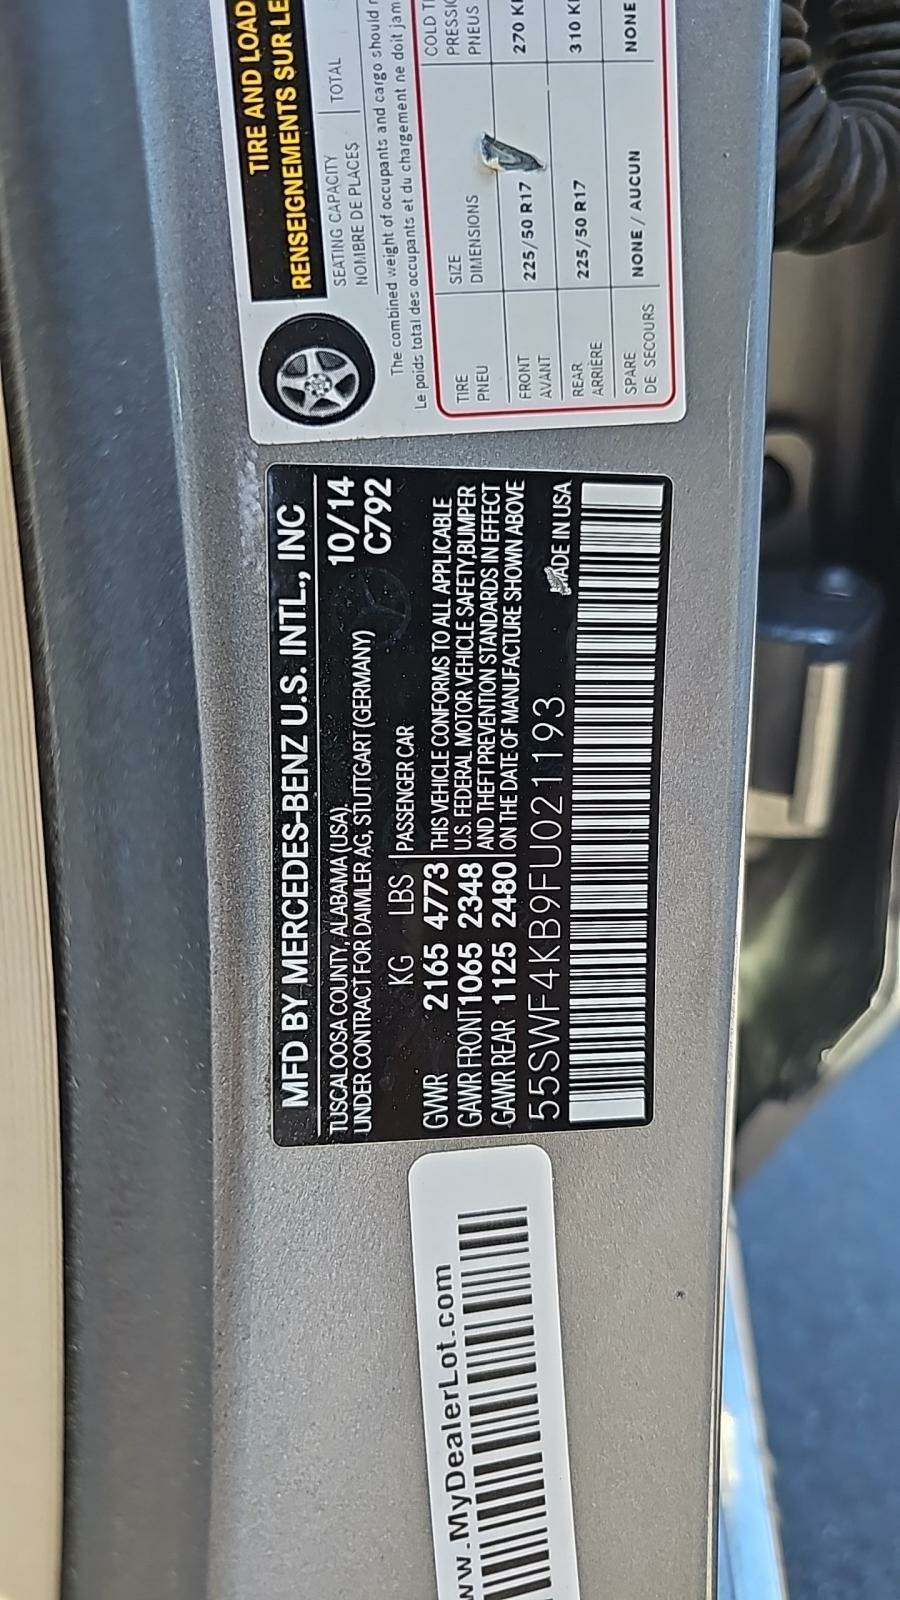 TIRE AND LOAD
RENSEIGNEMENTS SUR LE
SEATING CAPACITY
NOMBRE DE PLACES
TOTAL
The combined weight of occupants and cargo should
Le poids total des occupants et du chargement ne doit jam
TIRE
PNEU
SIZE
DIMENSIONS
COLD
PNEUS
FRONT
AVANT
225/50 R17
270
REAR
ARRIÈRE
225/50 R17
310
SPARE
DE SECOURS
NONE / AUCUN
NONE
MFD BY MERCEDES-BENZ U.S. INTL., INC
TUSCALOOSA COUNTY, ALABAMA (USA),
10/14
UNDER CONTRACT FOR DAIMLER AG, STUTTGART (GERMANY)
C792
KG LBS PASSENGER CAR
GVWR 2165 4773 THIS VEHICLE CONFORMS TO ALL APPLICABLE
GAWR FRONT 1065 2348 U.S. FEDERAL MOTOR VEHICLE SAFETY,BUMPER
GAWR REAR 1125 2480 AND THEFT PREVENTION STANDARDS IN EFFECT
ON THE DATE OF MANUFACTURE SHOWN ABOVE
55SWF4KB9FU021193
MADE IN USA
w.MyDealerLot.com